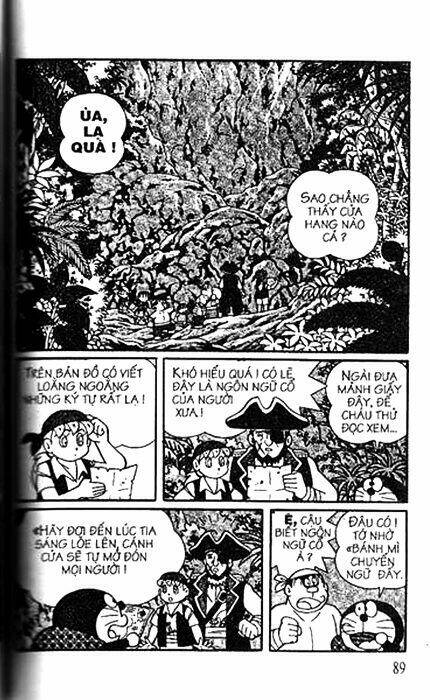 ỦA,
LẠ
QUÀ !
SAO CHẲNG
THẤY CỬA
HANG NÀO
CẢ ?
TRÊN BẢN ĐỒ CÓ VIẾT
LOẰNG NGOẰNG
NHỮNG KÝ TỰ RẤT LẠ !
KHÓ HIỂU QUÁ ! CÓ LẼ
ĐÂY LÀ NGÔN NGỮ CỔ
CỦA NGƯỜI
XƯA !
NGÀI ĐƯA
MẢNH GIẤY
ĐÂY, ĐỂ
CHÁU THỬ
ĐỌC XEM...
«HÃY ĐỢI ĐẾN LÚC TIA
SÁNG LÓE LÊN, CÁNH
CỬA SẼ TỰ MỞ ĐÓN
MỌI NGƯỜI !
Ê, CẬU
BIẾT NGÔN
NGỮ CỔ
Á ?
ĐÂU CÓ !
TỚ NHỜ
«BÁNH MÌ
CHUYỂN
NGỮ ĐẤY.
89